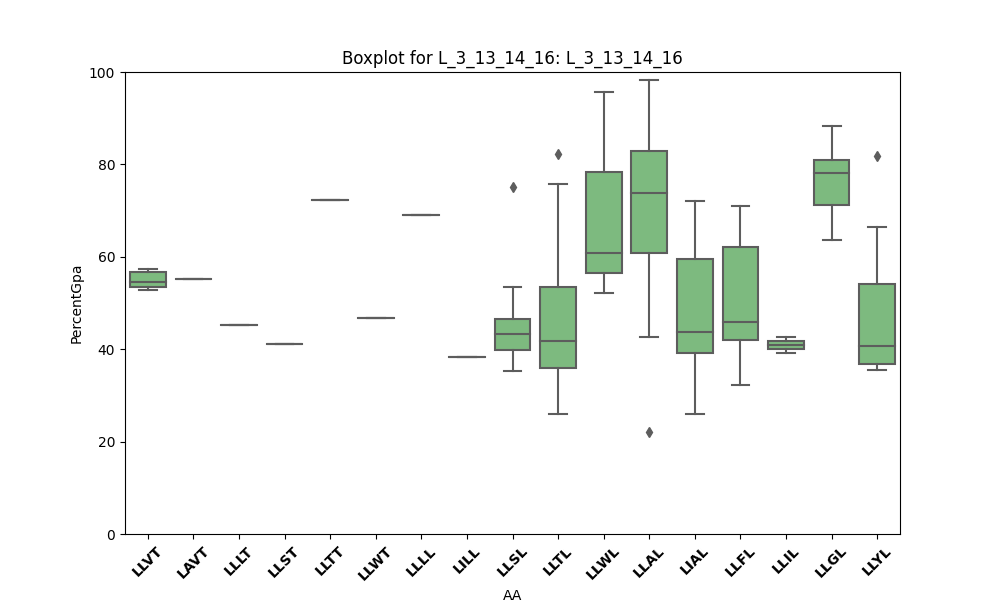 Boxplot for L_3_13_14_16: L_3_13_14_16
100
80
60
40
20
0
PercentGpa
LLVT LAVT LLLT LLST LLTT LLWT LLLL LILL LLSL LLTL LLWL LLAL LIAL LLFL LLIL LLGL LLYL
AA